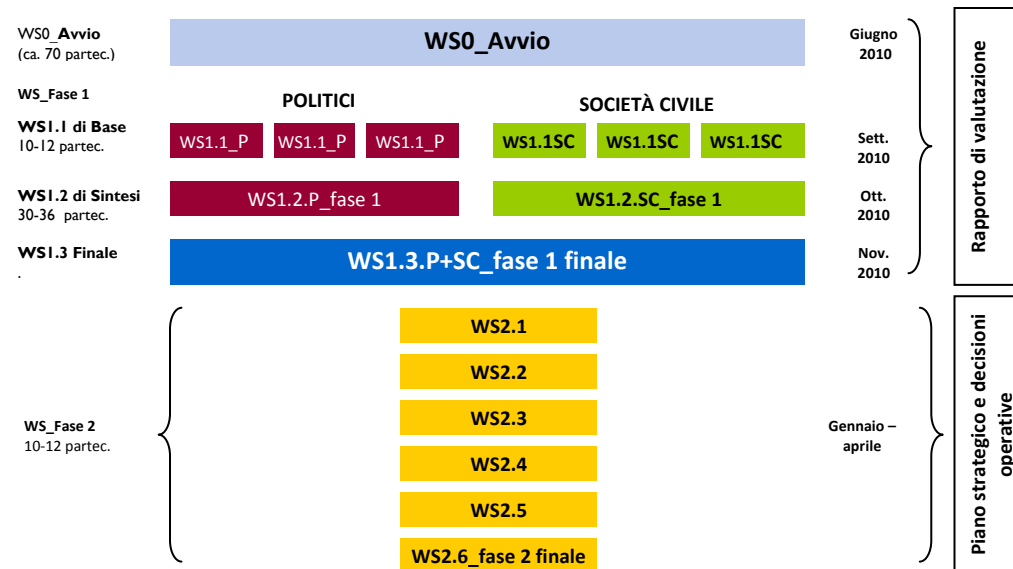 WS0_Avvio
(ca. 70 partec.)
WS0_Avvio
Giugno
2010
WS_Fase 1
POLITICI
SOCIETÀ CIVILE
WS1.1 di Base
10-12 partec.
WS1.1_P
WS1.1_P
WS1.1_P
WS1.1SC
WS1.1SC
WS1.1SC
Sett.
2010
WS1.2 di Sintesi
30-36 partec.
WS1.2.P_fase 1
WS1.2.SC_fase 1
Ott.
2010
WS1.3 Finale
.
WS1.3.P+SC_fase 1 finale
Nov.
2010
Rapporto di valutazione
WS_Fase 2
10-12 partec.
WS2.1
WS2.2
WS2.3
WS2.4
WS2.5
WS2.6_fase 2 finale
Gennaio –
aprile
Piano strategico e decisioni
operative